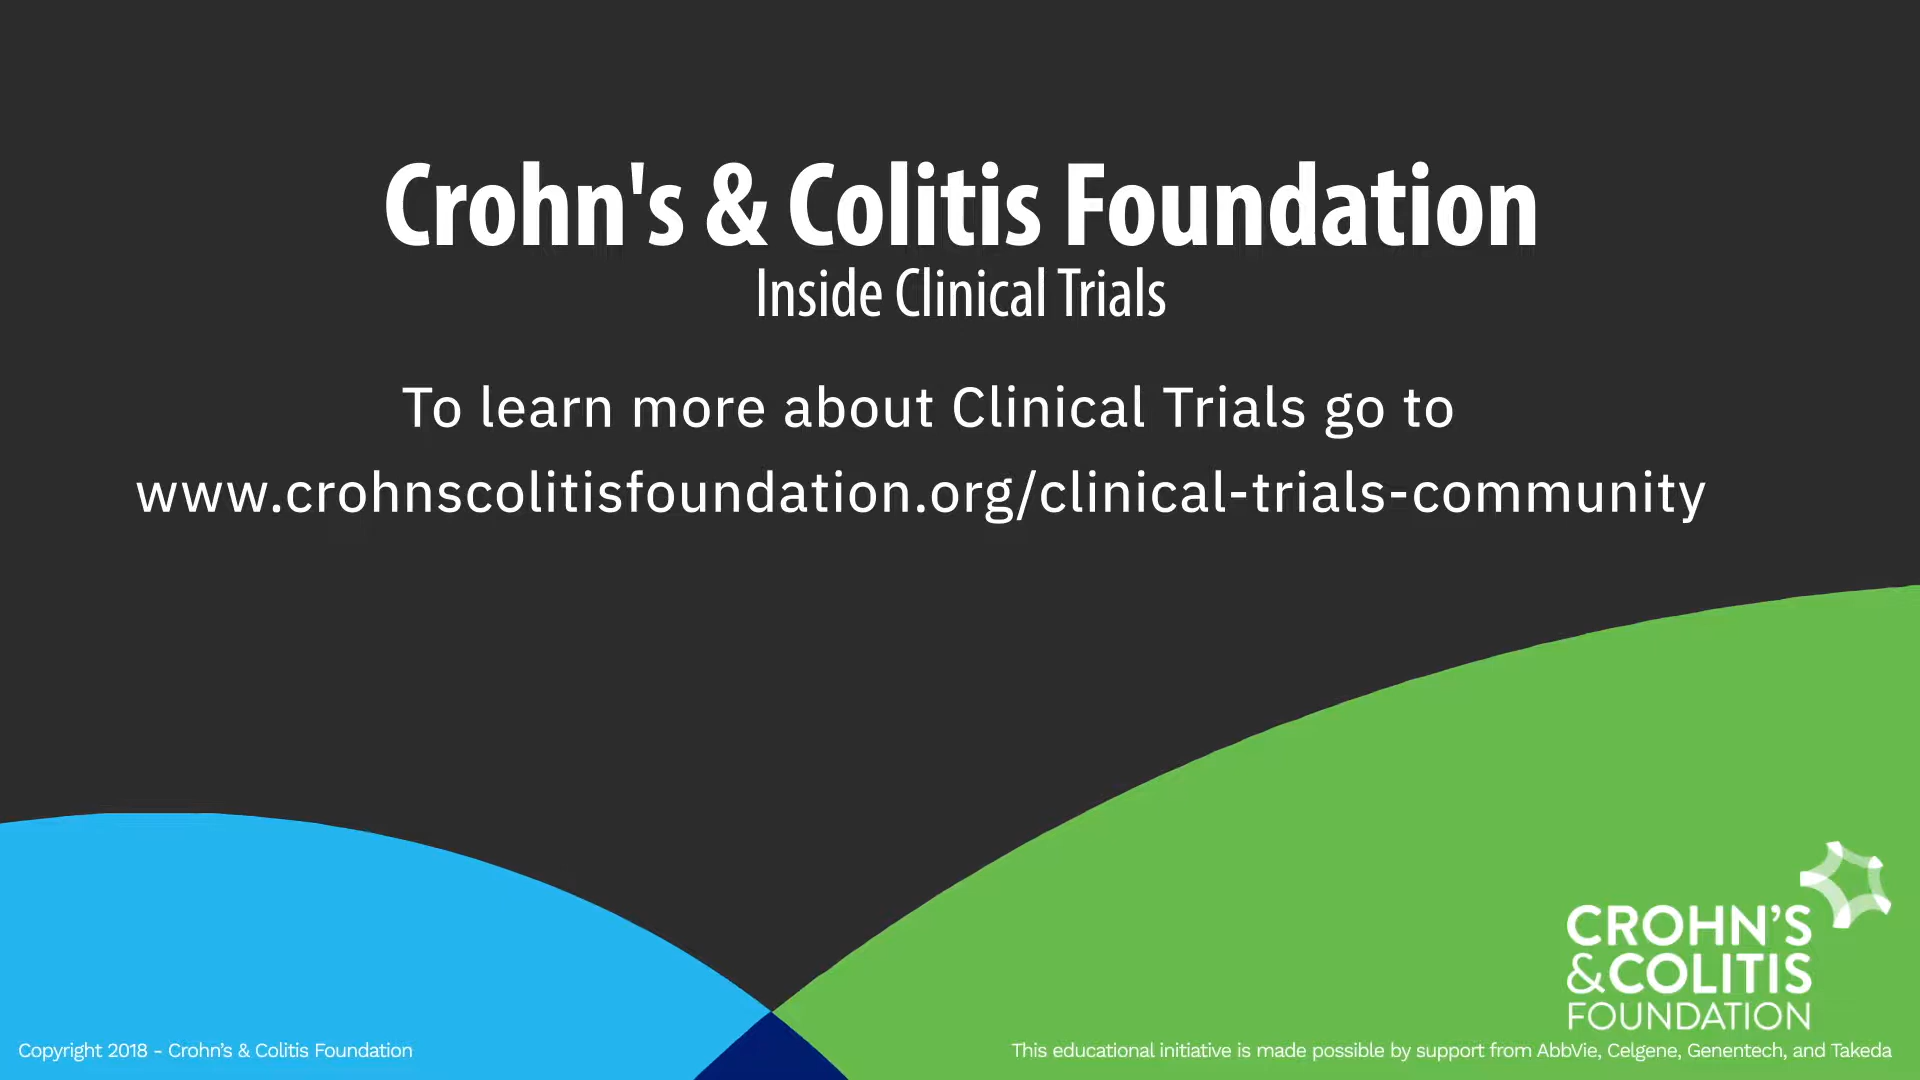 Crohn's & Colitis Foundation
Inside Clinical Trials
To learn more about Clinical Trials go to
www.crohnscolitisfoundation.org/clinical-trials-community
CROHN’S
&COLITIS
FOUNDATION
Copyright 2018 - Crohn’s & Colitis Foundation
This educational initiative is made possible by support from AbbVie, Celgene, Genentech, and Takeda